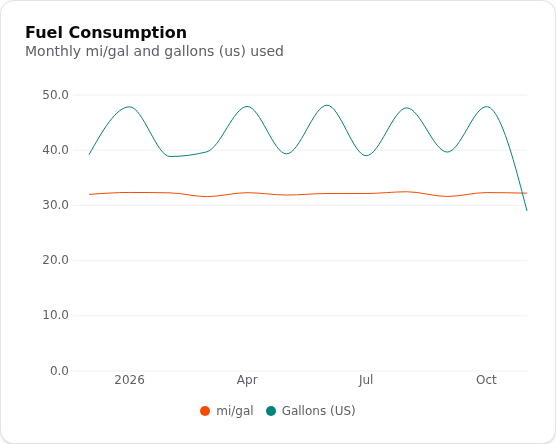 Fuel Consumption
Monthly mi/gal and gallons (us) used
50.0
40.0
30.0
20.0
10.0
0.0
2026 Apr Jul Oct
mi/gal Gallons (US)